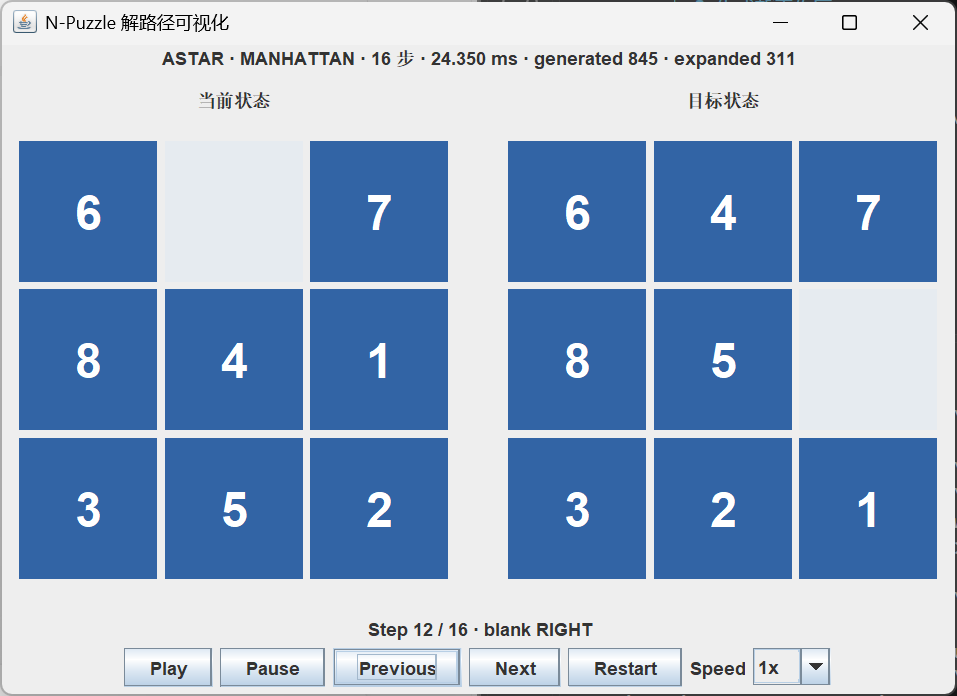 N-Puzzle 解路径可视化
ASTAR · MANHATTAN · 16 步 · 24.350 ms · generated 845 · expanded 311
当前状态 目标状态
6 7 6 4 7
8 4 1 8 5
3 5 2 3 2 1
Step 12 / 16 · blank RIGHT
Play Pause Previous Next Restart Speed 1x